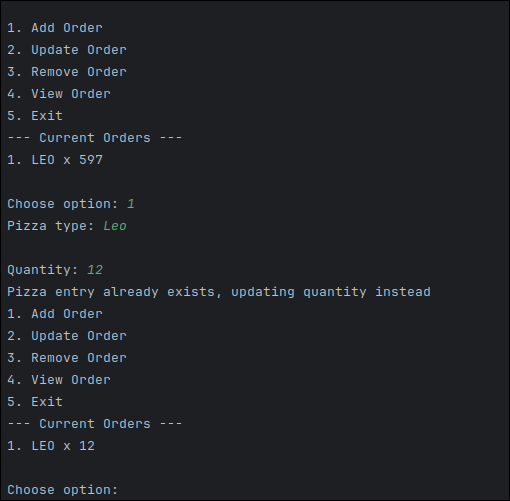 1. Add Order
2. Update Order
3. Remove Order
4. View Order
5. Exit
--- Current Orders ---
1. LEO x 597
Choose option: 1
Pizza type: Leo
Quantity: 12
Pizza entry already exists, updating quantity instead
1. Add Order
2. Update Order
3. Remove Order
4. View Order
5. Exit
--- Current Orders ---
1. LEO x 12
Choose option: